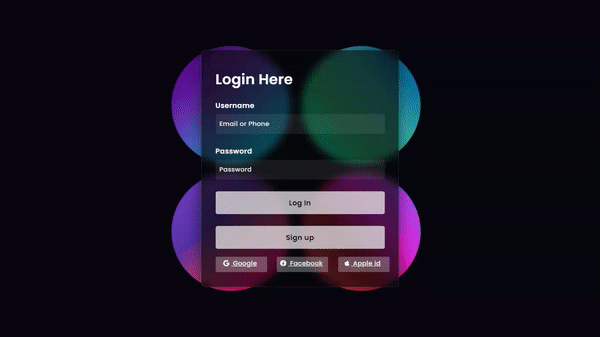 Login Here
Username
Email or Phone
Password
Password
Log In
Sign up
Google Facebook Apple id